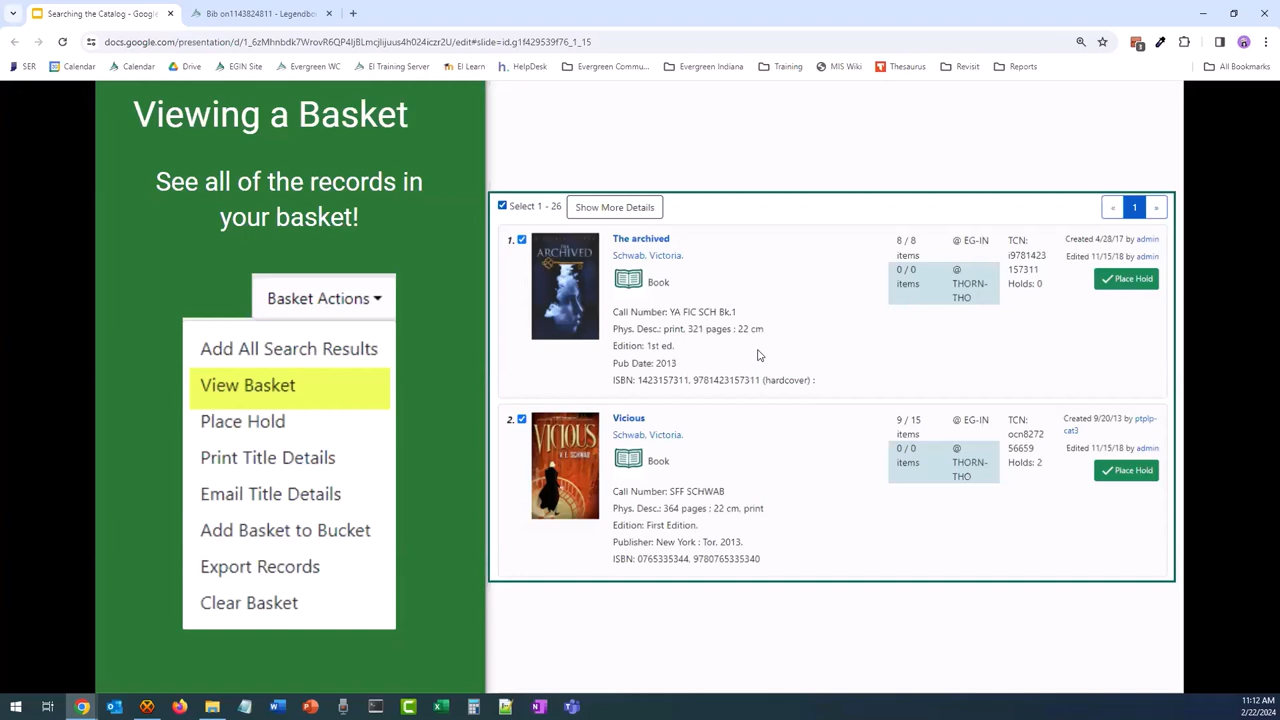 Searching the Catalog - Google
Bib on1143824811 - Legendbo
docs.google.com/presentation/d/1_6zMhnbdk7WrovR6QP4IjBLmcjlijuus4h024iczr2U/edit#slide=id.g1f429539f76_1_15
SER
Calendar
Calendar
Drive
EGIN Site
Evergreen WC
EI Training Server
EI Learn
HelpDesk
Evergreen Commu...
Evergreen Indiana
Training
MIS Wiki
Thesaurus
Revisit
Reports
All Bookmarks
Viewing a Basket
See all of the records in
your basket!
Basket Actions
Add All Search Results
View Basket
Place Hold
Print Title Details
Email Title Details
Add Basket to Bucket
Export Records
Clear Basket
Select 1 - 26
Show More Details
« 1 »
1.
THE ARCHIVED
The archived
Schwab, Victoria.
Book
Call Number: YA FIC SCH Bk.1
Phys. Desc.: print, 321 pages ; 22 cm
Edition: 1st ed.
Pub Date: 2013
ISBN: 1423157311, 9781423157311 (hardcover) :
8 / 8
items
@ EG-IN
0 / 0
items
@
THORN-
THO
TCN:
i9781423
157311
Holds: 0
Created 4/28/17 by admin
Edited 11/15/18 by admin
Place Hold
2.
VICIOUS
V. E. SCHWAB
Vicious
Schwab, Victoria.
Book
Call Number: SFF SCHWAB
Phys. Desc.: 364 pages ; 22 cm, print
Edition: First Edition.
Publisher: New York : Tor, 2013.
ISBN: 0765335344, 9780765335340
9 / 15
items
@ EG-IN
0 / 0
items
@
THORN-
THO
TCN:
ocn8272
56659
Holds: 2
Created 9/20/13 by ptplp-
cat3
Edited 11/15/18 by admin
Place Hold
11:12 AM
2/22/2024